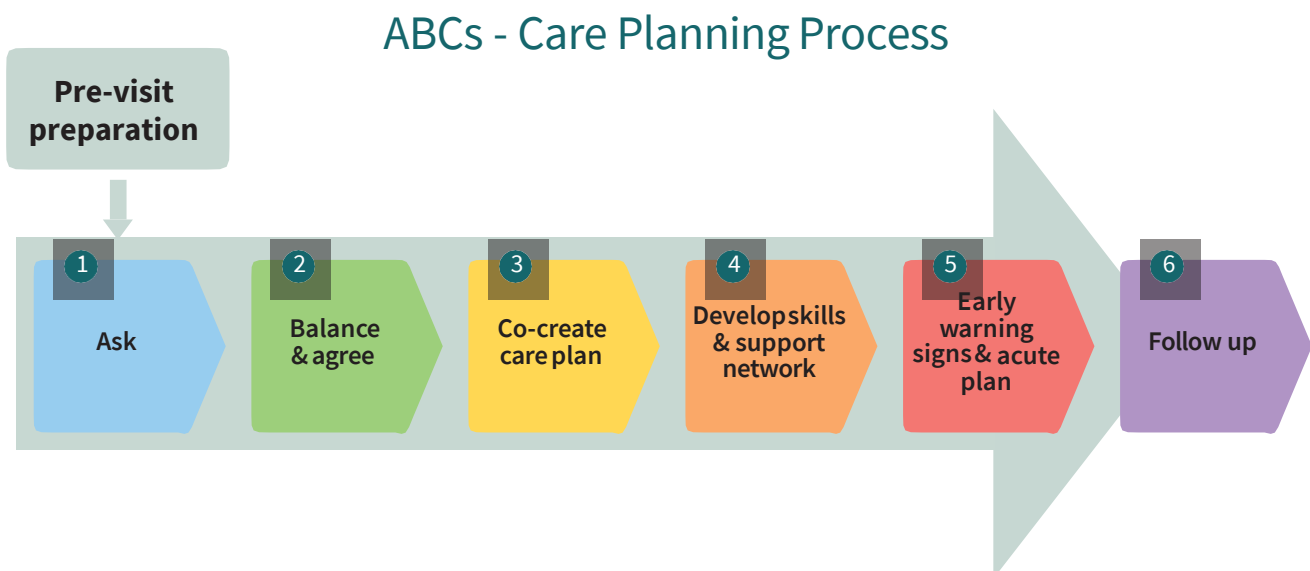 ABCs - Care Planning Process
Pre-visit
preparation
1
Ask
2
Balance
& agree
3
Co-create
care plan
4
Develop skills
& support
network
5
Early
warning
signs & acute
plan
6
Follow up